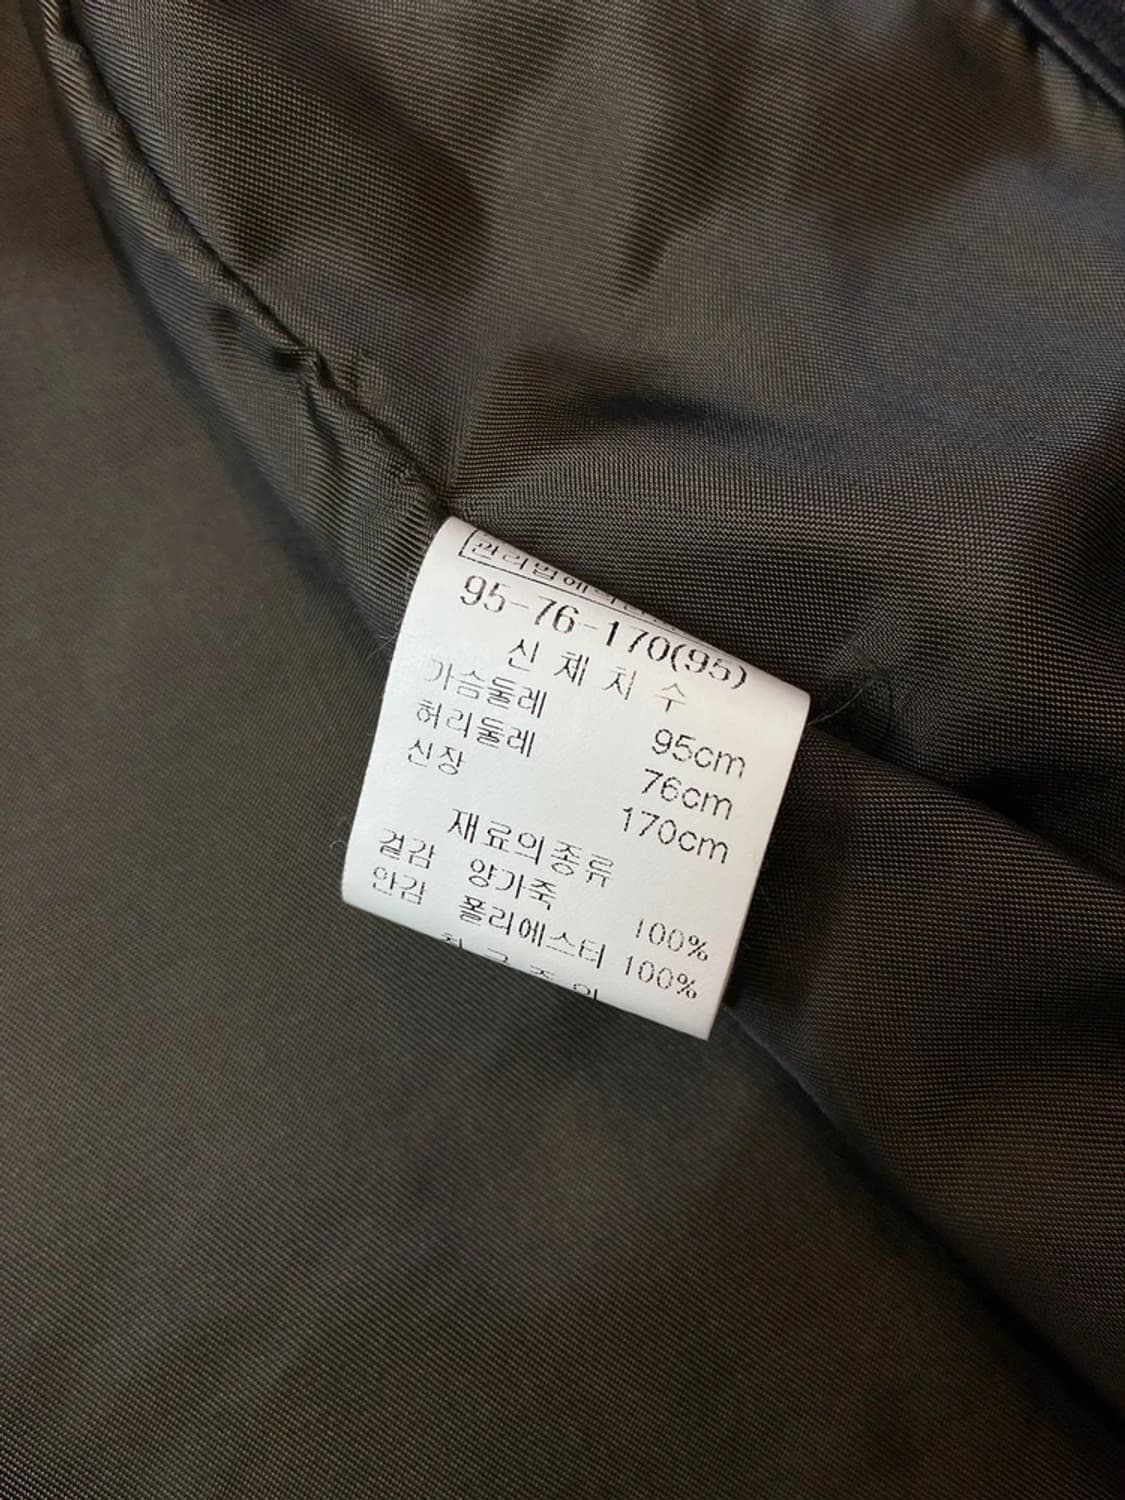 95-76-170(95)
신 체 치 수
가슴둘레 95cm
허리둘레 76cm
신장 170cm
재료의종류
겉감 양가죽 100%
안감 폴리에스터 100%